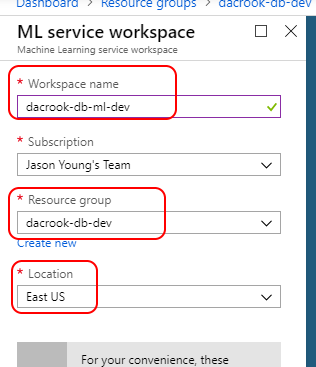 Dashboard > Resource groups > dacrook-db-dev
ML service workspace
Machine Learning service workspace
* Workspace name
dacrook-db-ml-dev
* Subscription
Jason Young's Team
* Resource group
dacrook-db-dev
Create new
* Location
East US
For your convenience, these